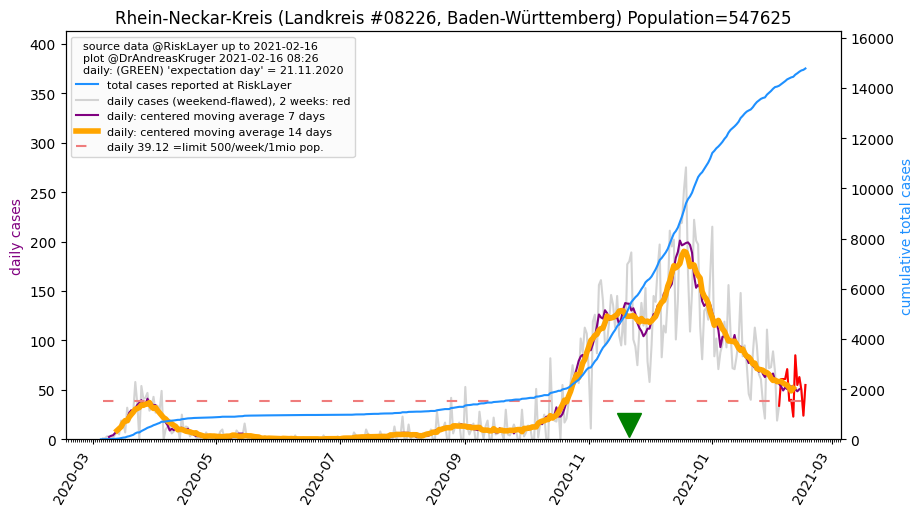 Rhein-Neckar-Kreis (Landkreis #08226, Baden-Württemberg) Population=547625
source data @RiskLayer up to 2021-02-16
plot @DrAndreasKruger 2021-02-16 08:26
daily: (GREEN) 'expectation day' = 21.11.2020
total cases reported at RiskLayer
daily cases (weekend-flawed), 2 weeks: red
daily: centered moving average 7 days
daily: centered moving average 14 days
daily 39.12 =limit 500/week/1mio pop.
daily cases
400
350
300
250
200
150
100
50
0
cumulative total cases
16000
14000
12000
10000
8000
6000
4000
2000
0
2020-03
2020-05
2020-07
2020-09
2020-11
2021-01
2021-03